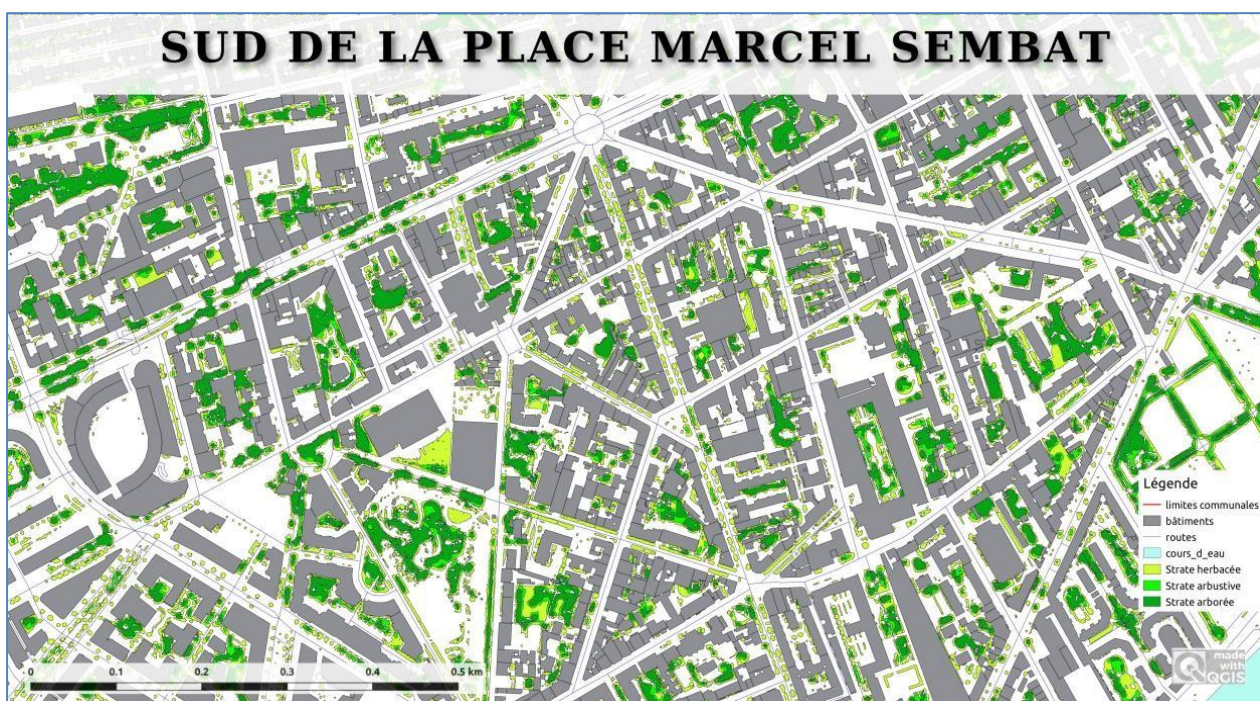 SUD DE LA PLACE MARCEL SEMBAT
Légende
limites communales
bâtiments
routes
cours_d_eau
Strate herbacée
Strate arbustive
Strate arborée
0 0.1 0.2 0.3 0.4 0.5 km
made
with
QGIS